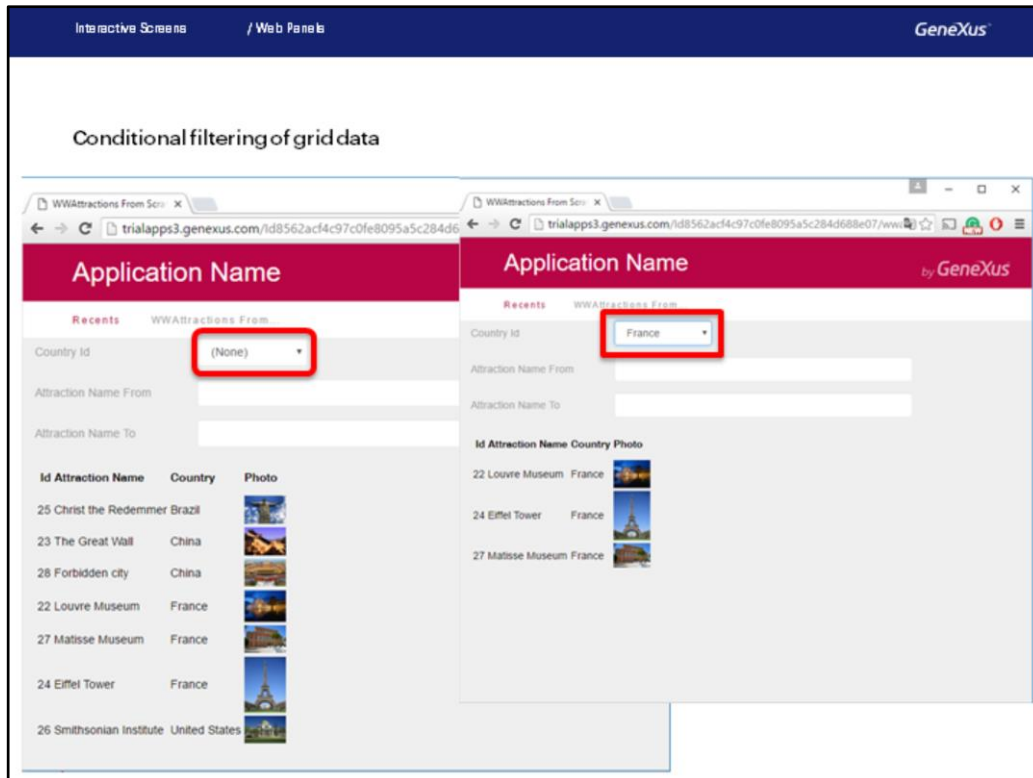 Interactive Screens / Web Panels GeneXus
Conditional filtering of grid data
WWAttractions From Scra
trialapps3.genexus.com/Id8562acf4c97c0fe8095a5c284d6
Application Name
Recents WWAttractions From
Country Id (None)
Attraction Name From
Attraction Name To
Id Attraction Name Country Photo
25 Christ the Redemmer Brazil
23 The Great Wall China
28 Forbidden city China
22 Louvre Museum France
27 Matisse Museum France
24 Eiffel Tower France
26 Smithsonian Institute United States
WWAttractions From Scra
trialapps3.genexus.com/Id8562acf4c97c0fe8095a5c284d688e07/wwa
Application Name by GeneXus
Recents WWAttractions From
Country Id France
Attraction Name From
Attraction Name To
Id Attraction Name Country Photo
22 Louvre Museum France
24 Eiffel Tower France
27 Matisse Museum France